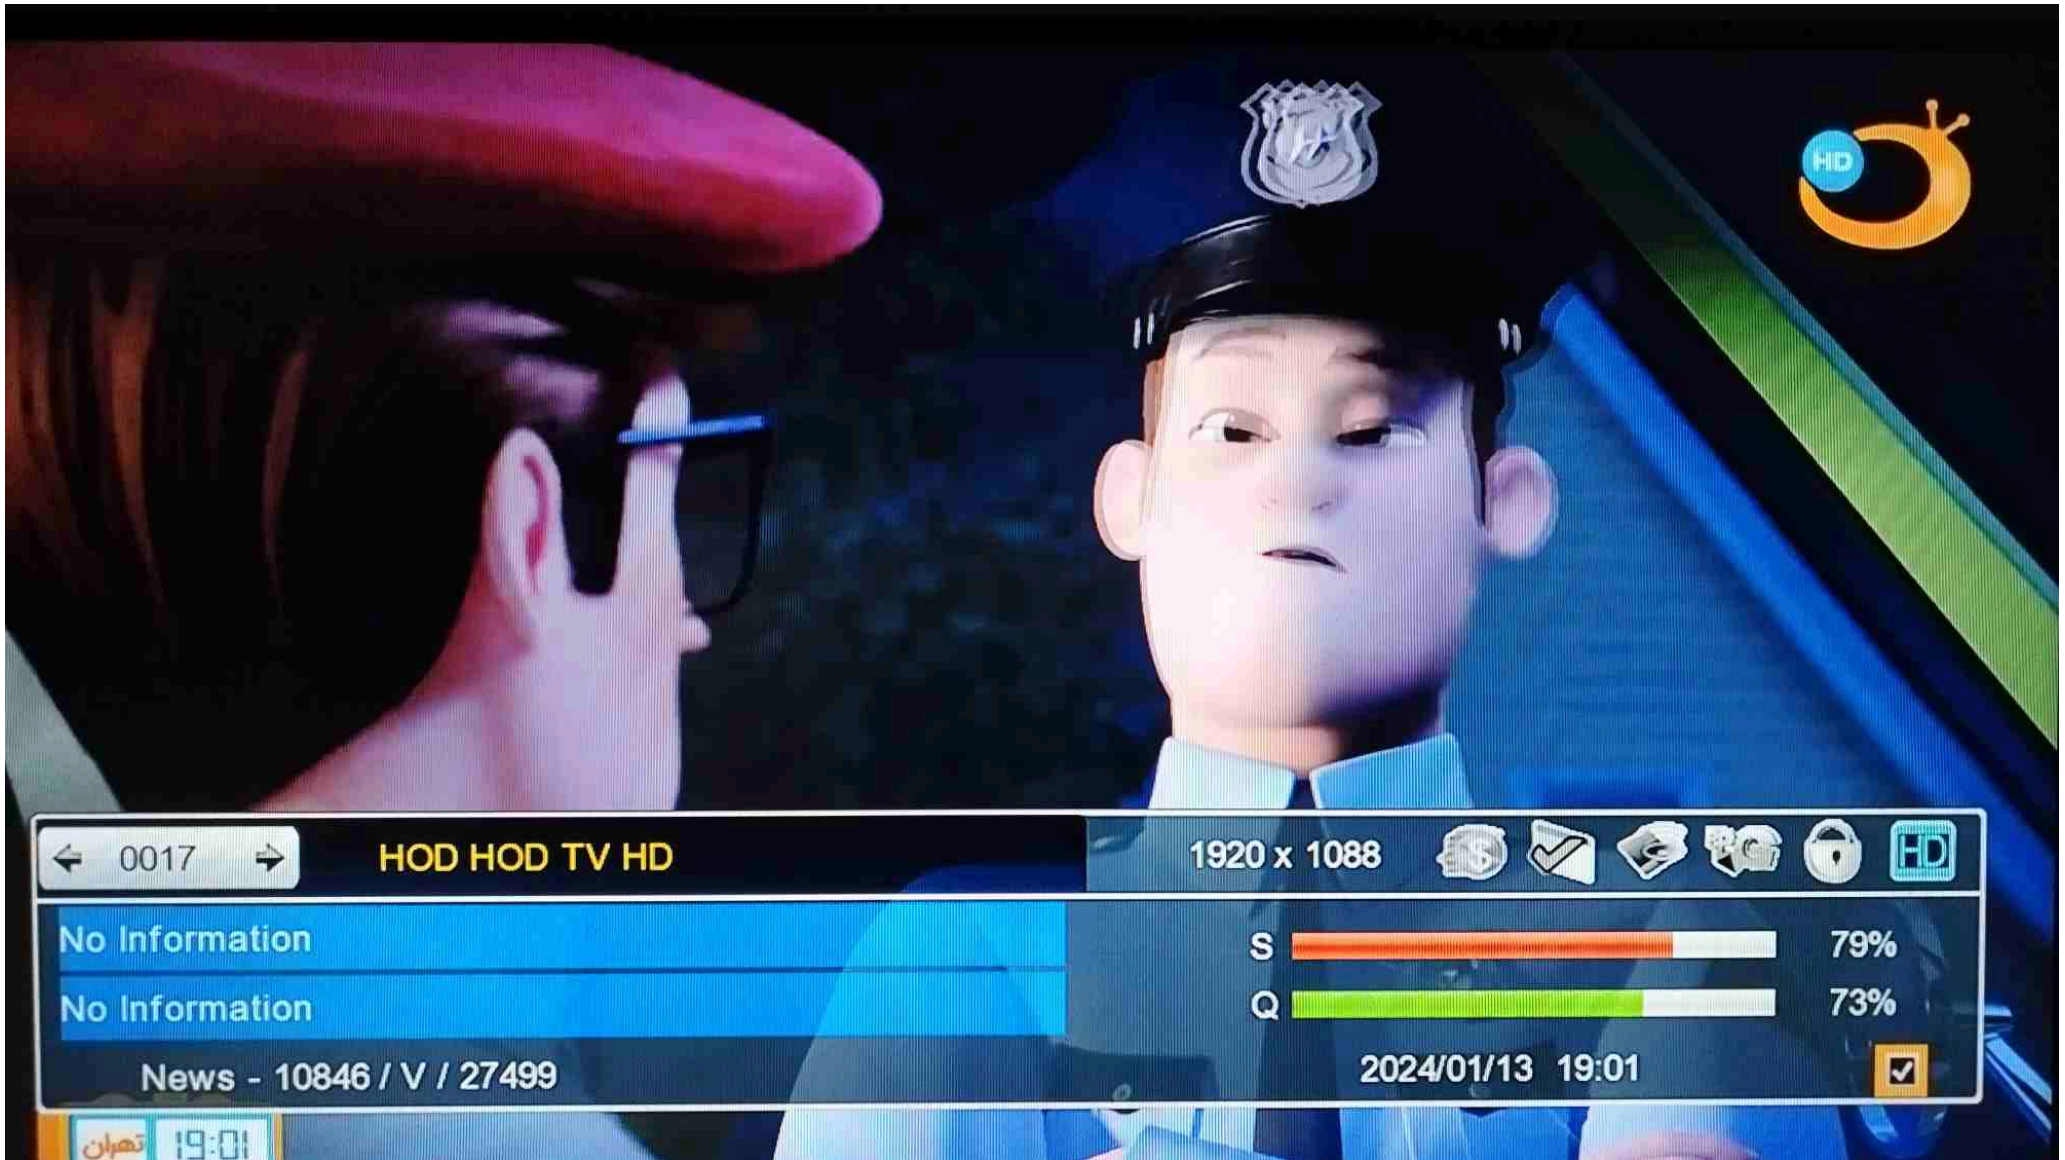 HD
0017 HOD HOD TV HD 1920 x 1088 HD
No Information
S 79%
No Information
Q 73%
News - 10846 / V / 27499 2024/01/13 19:01
تهران 19:01